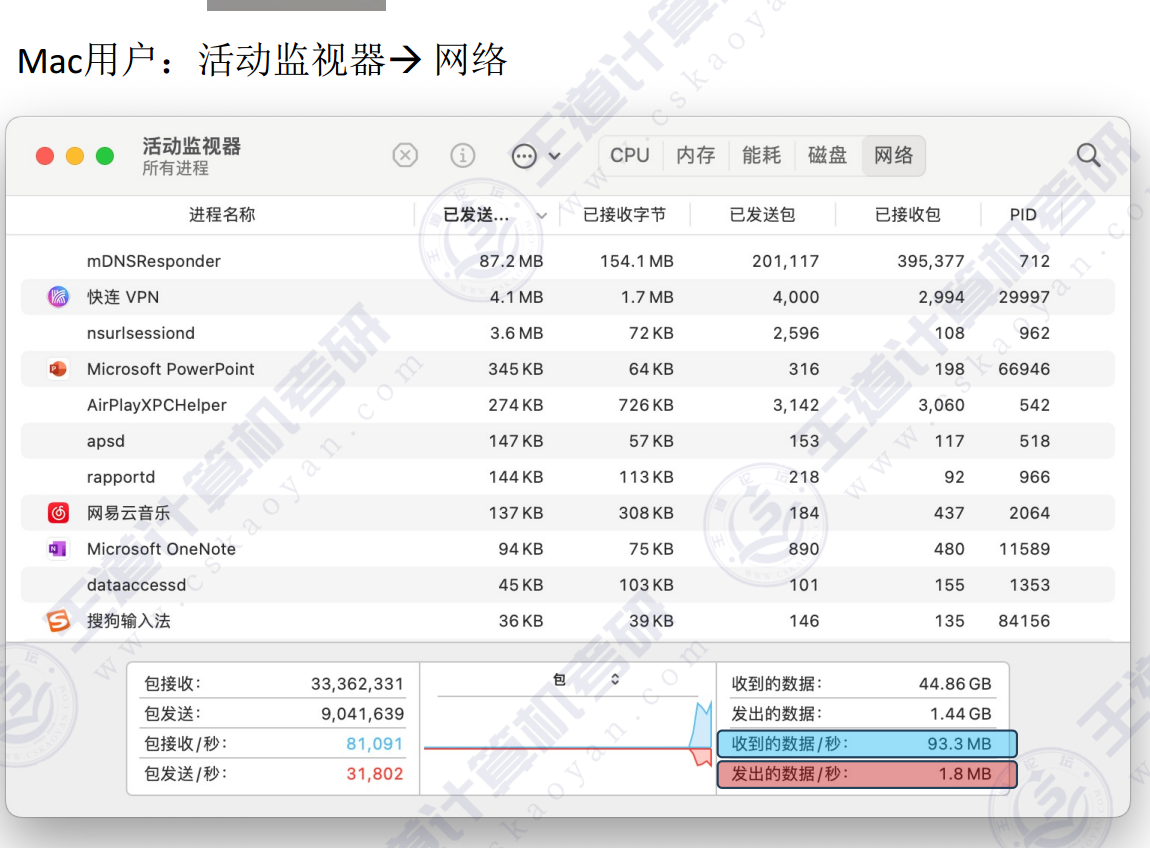 Mac用户：活动监视器→ 网络
活动监视器
所有进程
CPU 内存 能耗 磁盘 网络
进程名称 已发送... 已接收字节 已发送包 已接收包 PID
mDNSResponder 87.2 MB 154.1 MB 201,117 395,377 712
快连 VPN 4.1 MB 1.7 MB 4,000 2,994 29997
nsurlsessiond 3.6 MB 72 KB 2,596 108 962
Microsoft PowerPoint 345 KB 64 KB 316 198 66946
AirPlayXPCHelper 274 KB 726 KB 3,142 3,060 542
apsd 147 KB 57 KB 153 117 518
rapportd 144 KB 113 KB 218 92 966
网易云音乐 137 KB 308 KB 184 437 2064
Microsoft OneNote 94 KB 75 KB 890 480 11589
dataaccessd 45 KB 103 KB 101 155 1353
搜狗输入法 36 KB 39 KB 146 135 84156
包接收： 33,362,331
包发送： 9,041,639
包接收/秒： 81,091
包发送/秒： 31,802
包
收到的数据： 44.86 GB
发出的数据： 1.44 GB
收到的数据/秒： 93.3 MB
发出的数据/秒： 1.8 MB
王道计算机考研
www.cskaoyan.com